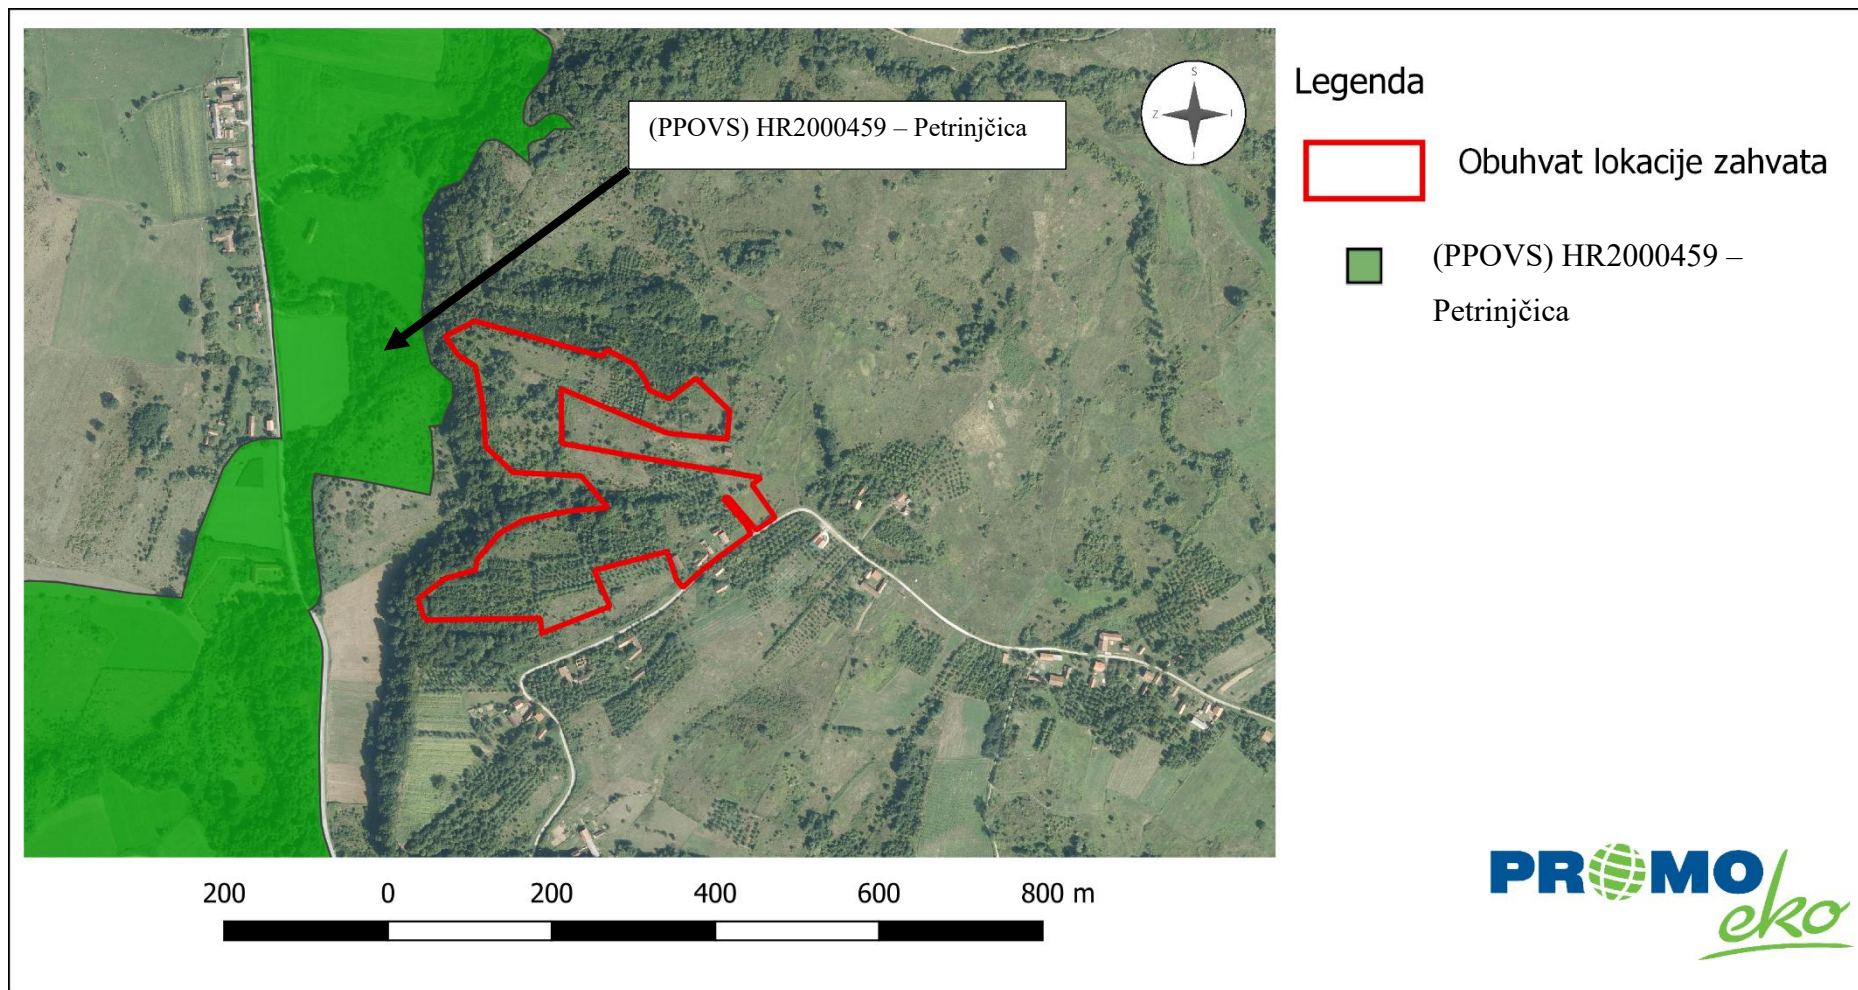 (PPOVS) HR2000459 – Petrinjčica
S
Z
I
J
Legenda
Obuhvat lokacije zahvata
(PPOVS) HR2000459 –
Petrinjčica
200 0 200 400 600 800 m
PROMO
eko